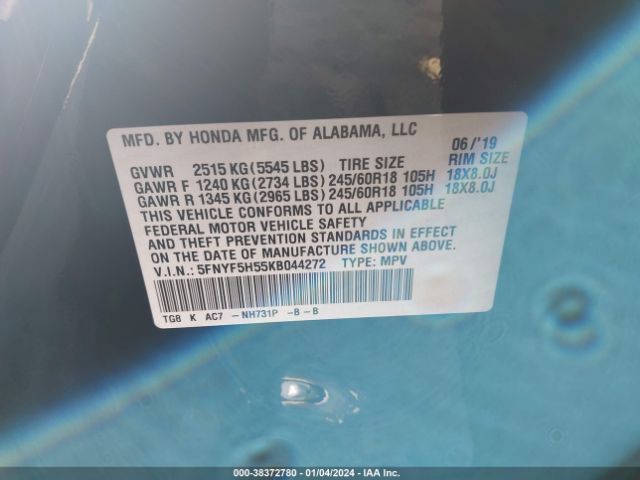 MFD. BY HONDA MFG. OF ALABAMA, LLC 06/'19
GVWR 2515 KG(5545 LBS) TIRE SIZE RIM SIZE
GAWR F 1240 KG(2734 LBS) 245/60R18 105H 18X8.0J
GAWR R 1345 KG(2965 LBS) 245/60R18 105H 18X8.0J
THIS VEHICLE CONFORMS TO ALL APPLICABLE
FEDERAL MOTOR VEHICLE SAFETY
AND THEFT PREVENTION STANDARDS IN EFFECT
ON THE DATE OF MANUFACTURE SHOWN ABOVE.
V.I.N.: 5FNYF5H55KB044272 TYPE: MPV
TG8 K AC7 -NH731P -B -B
000-38372780 - 01/04/2024 - IAA Inc.